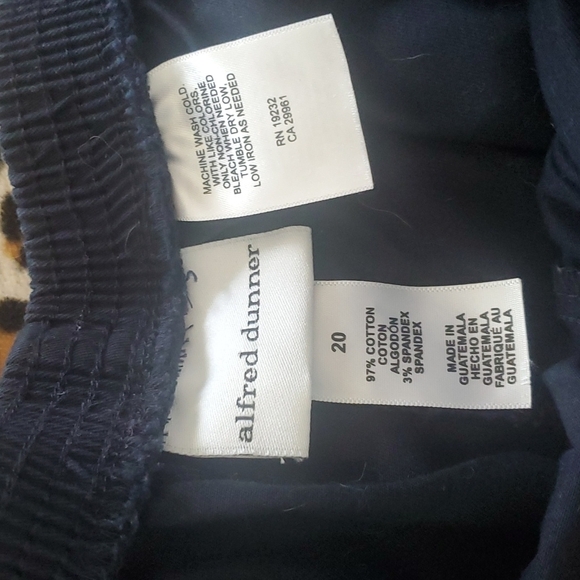 MACHINE WASH COLD.
WITH LIKE COLORS.
ONLY NON-CHLORINE
BLEACH WHEN NEEDED
TUMBLE DRY LOW.
LOW IRON AS NEEDED
RN 19232
CA 29961
alfred dunner
20
97% COTTON
COTON
ALGODÓN
3% SPANDEX
SPANDEX
MADE IN
GUATEMALA
HECHO EN
GUATEMALA
FABRIQUÉ AU
GUATEMALA